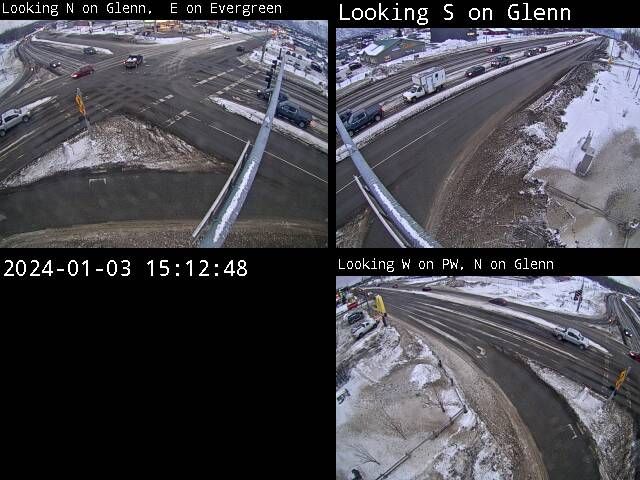 Looking N on Glenn,  E on Evergreen
Looking S on Glenn
2024-01-03 15:12:48
Looking W on PW, N on Glenn